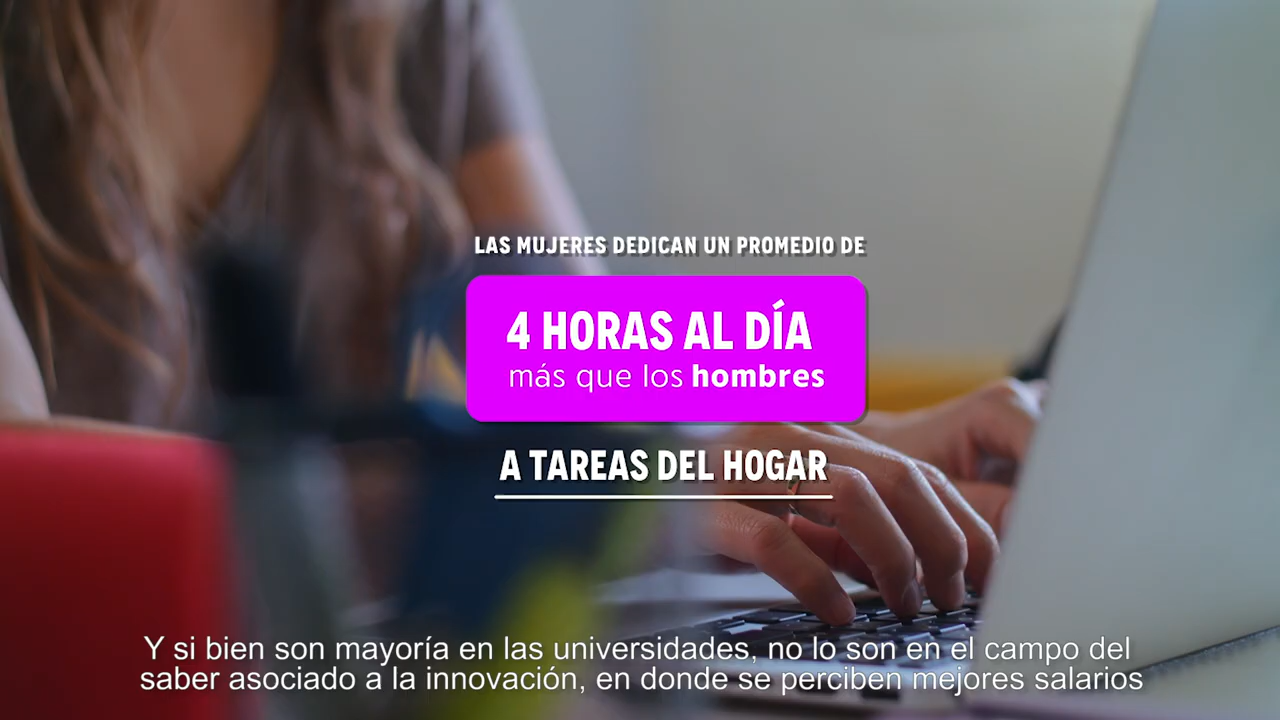 LAS MUJERES DEDICAN UN PROMEDIO DE
4 HORAS AL DÍA
más que los hombres
A TAREAS DEL HOGAR
Y si bien son mayoría en las universidades, no lo son en el campo del
saber asociado a la innovación, en donde se perciben mejores salarios